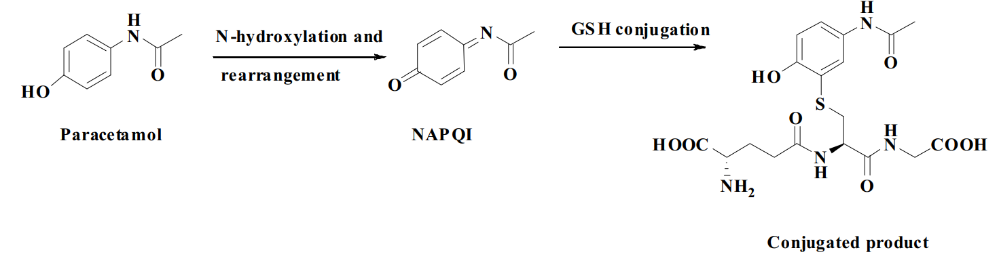 H
N
O
HO
Paracetamol
N-hydroxylation and
rearrangement
N
O
O
NAPQI
GSH conjugation
H
N
O
HO
S
O
HOOC
NH2
N
H
O
H
N
COOH
Conjugated product